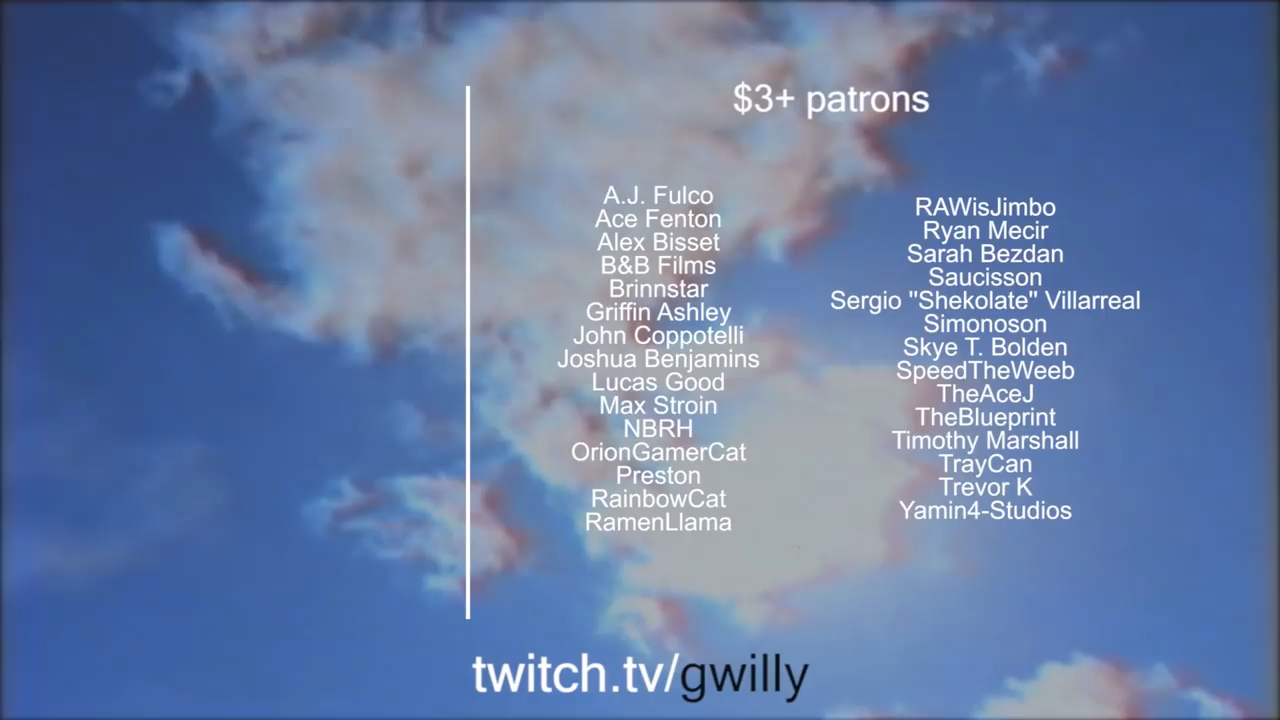 $3+ patrons
A.J. Fulco
Ace Fenton
Alex Bisset
B&B Films
Brinnstar
Griffin Ashley
John Coppotelli
Joshua Benjamins
Lucas Good
Max Stroin
NBRH
OrionGamerCat
Preston
RainbowCat
RamenLlama
RAWisJimbo
Ryan Mecir
Sarah Bezdan
Saucisson
Sergio "Shekolate" Villarreal
Simonoson
Skye T. Bolden
SpeedTheWeeb
TheAceJ
TheBlueprint
Timothy Marshall
TrayCan
Trevor K
Yamin4-Studios
twitch.tv/gwilly